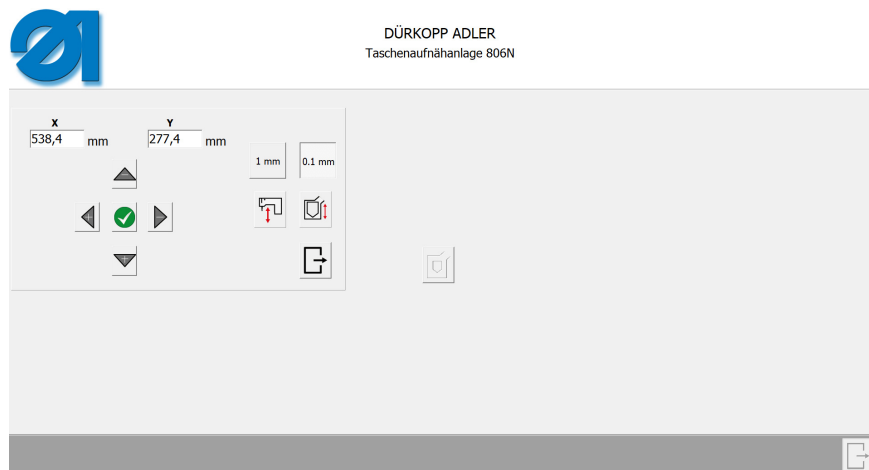 DÜRKOPP ADLER
Taschenaufnähanlage 806N
X Y
538,4 mm 277,4 mm
1 mm 0.1 mm